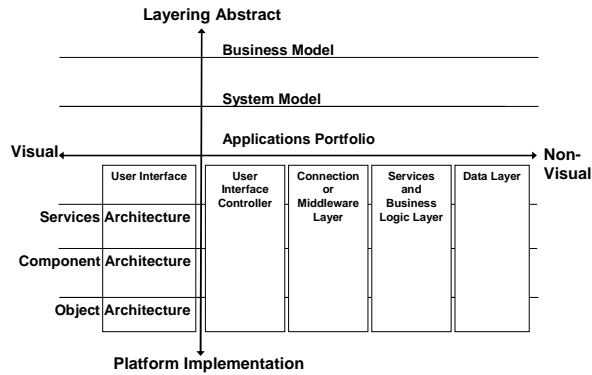 Layering Abstract
Business Model
System Model
Applications Portfolio
Visual
Non-
Visual
User Interface
User
Interface
Controller
Connection
or
Middleware
Layer
Services
and
Business
Logic Layer
Data Layer
Services Architecture
Component Architecture
Object Architecture
Platform Implementation